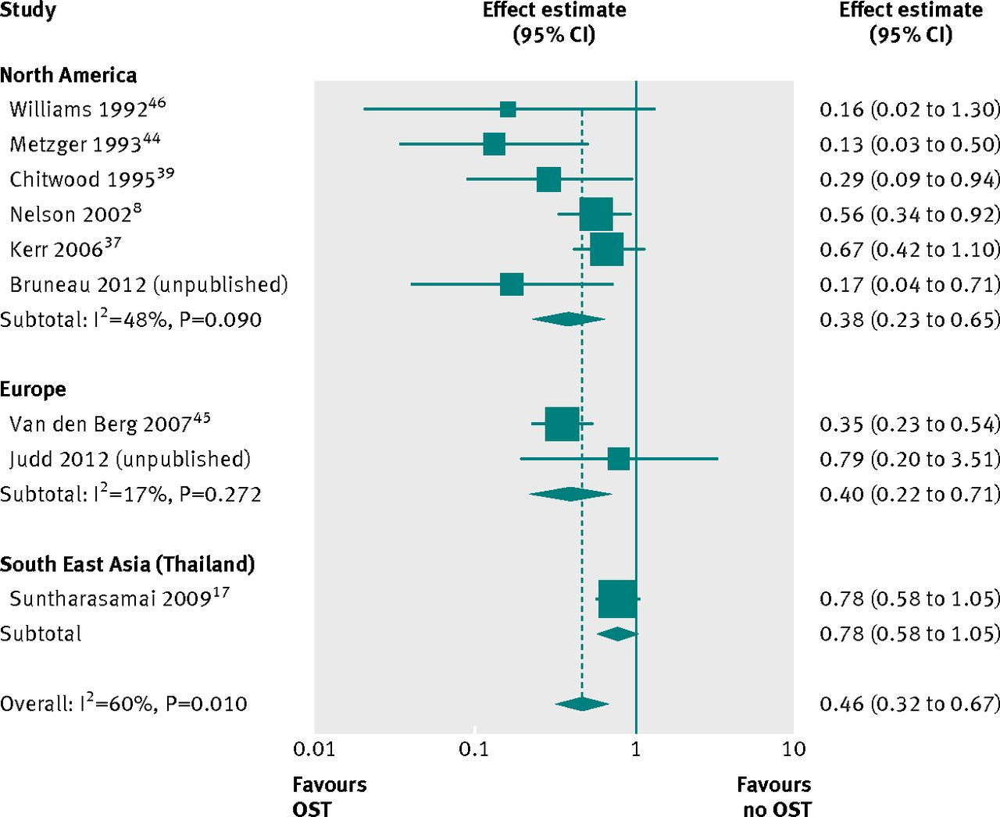 Study Effect estimate (95% CI) Effect estimate (95% CI)
North America
Williams 1992⁴⁶ 0.16 (0.02 to 1.30)
Metzger 1993⁴⁴ 0.13 (0.03 to 0.50)
Chitwood 1995³⁹ 0.29 (0.09 to 0.94)
Nelson 2002⁸ 0.56 (0.34 to 0.92)
Kerr 2006³⁷ 0.67 (0.42 to 1.10)
Bruneau 2012 (unpublished) 0.17 (0.04 to 0.71)
Subtotal: I²=48%, P=0.090 0.38 (0.23 to 0.65)
Europe
Van den Berg 2007⁴⁵ 0.35 (0.23 to 0.54)
Judd 2012 (unpublished) 0.79 (0.20 to 3.51)
Subtotal: I²=17%, P=0.272 0.40 (0.22 to 0.71)
South East Asia (Thailand)
Suntharasamai 2009¹⁷ 0.78 (0.58 to 1.05)
Subtotal 0.78 (0.58 to 1.05)
Overall: I²=60%, P=0.010 0.46 (0.32 to 0.67)
0.01 0.1 1 10
Favours OST Favours no OST